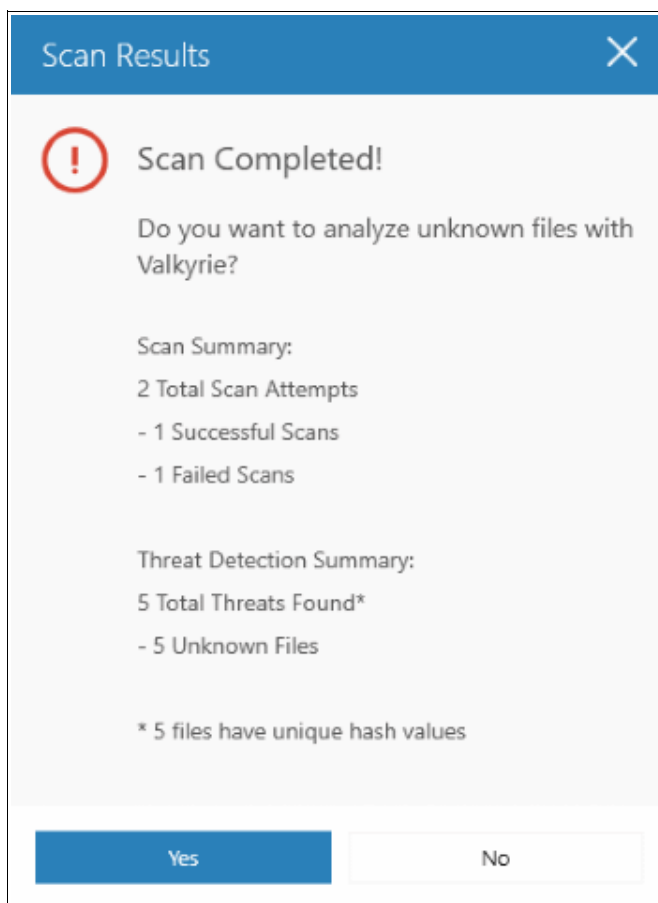 Scan Results
Scan Completed!
Do you want to analyze unknown files with
Valkyrie?
Scan Summary:
2 Total Scan Attempts
- 1 Successful Scans
- 1 Failed Scans
Threat Detection Summary:
5 Total Threats Found*
- 5 Unknown Files
* 5 files have unique hash values
Yes
No